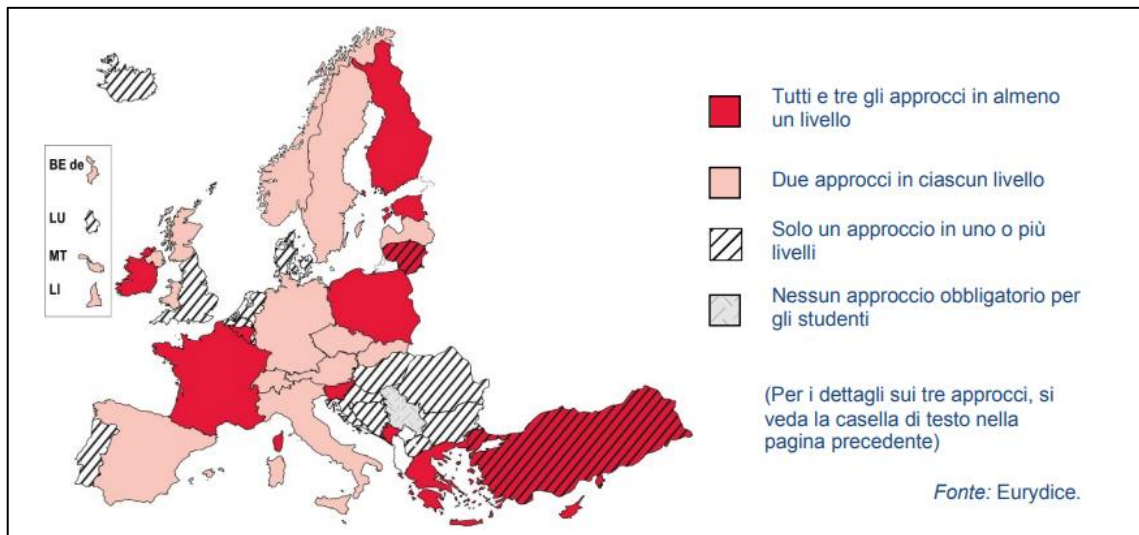 BE de
LU
MT
LI
Tutti e tre gli approcci in almeno
un livello
Due approcci in ciascun livello
Solo un approccio in uno o più
livelli
Nessun approccio obbligatorio per
gli studenti
(Per i dettagli sui tre approcci, si
veda la casella di testo nella
pagina precedente)
Fonte: Eurydice.